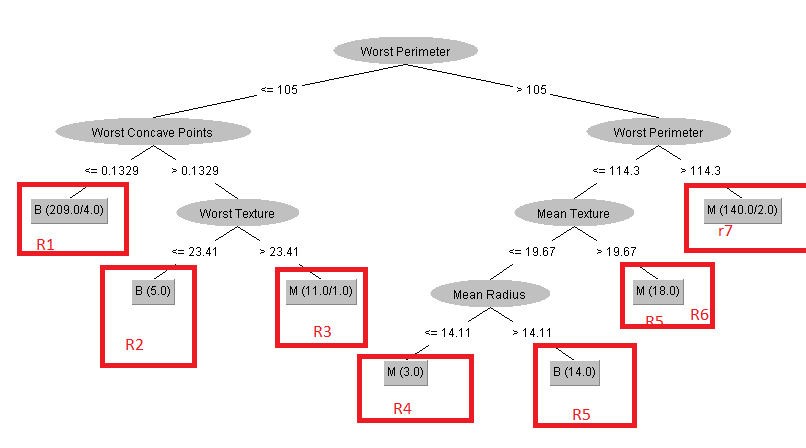 Worst Perimeter
<= 105
> 105
Worst Concave Points
Worst Perimeter
<= 0.1329
> 0.1329
<= 114.3
> 114.3
B (209.0/4.0)
R1
Worst Texture
Mean Texture
M (140.0/2.0)
r7
<= 23.41
> 23.41
<= 19.67
> 19.67
B (5.0)
R2
M (11.0/1.0)
R3
Mean Radius
M (18.0)
R5
R6
<= 14.11
> 14.11
M (3.0)
R4
B (14.0)
R5